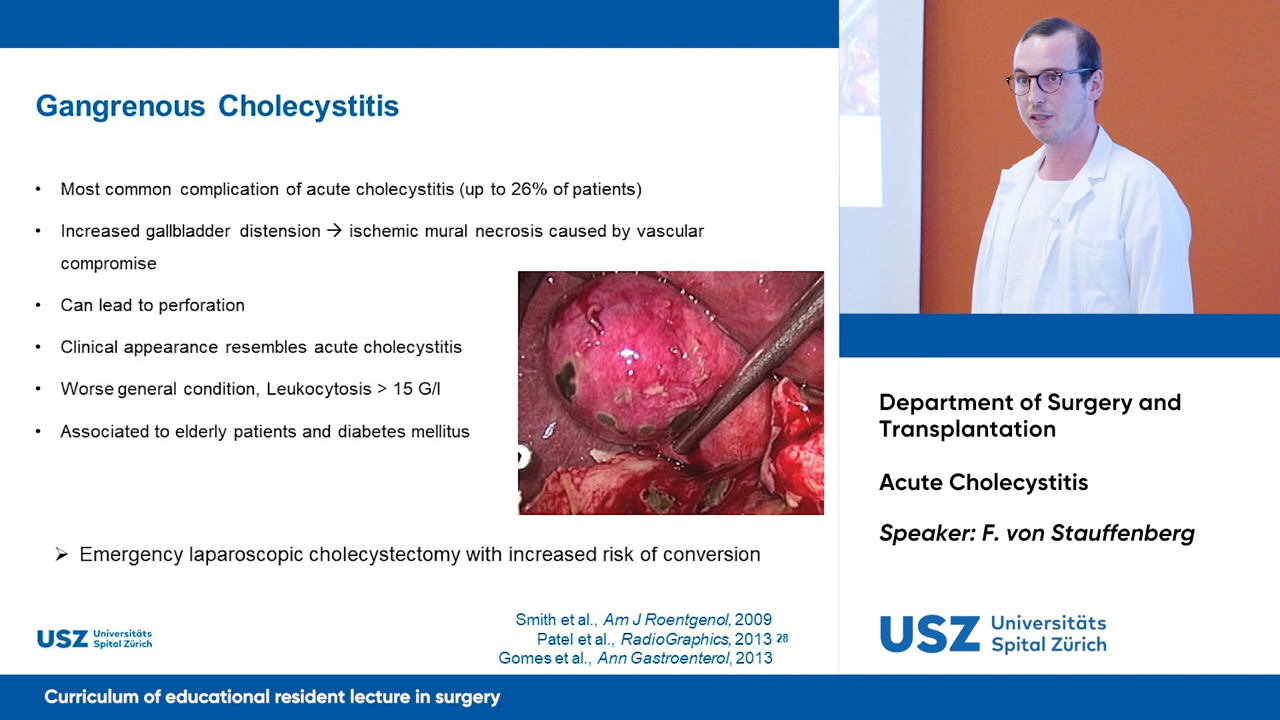 Gangrenous Cholecystitis
• Most common complication of acute cholecystitis (up to 26% of patients)
• Increased gallbladder distension → ischemic mural necrosis caused by vascular
compromise
• Can lead to perforation
• Clinical appearance resembles acute cholecystitis
• Worse general condition, Leukocytosis > 15 G/l
• Associated to elderly patients and diabetes mellitus
➢ Emergency laparoscopic cholecystectomy with increased risk of conversion
Smith et al., Am J Roentgenol, 2009
Patel et al., RadioGraphics, 2013 28
Gomes et al., Ann Gastroenterol, 2013
USZ Universitäts
Spital Zürich
Department of Surgery and
Transplantation
Acute Cholecystitis
Speaker: F. von Stauffenberg
USZ Universitäts
Spital Zürich
Curriculum of educational resident lecture in surgery